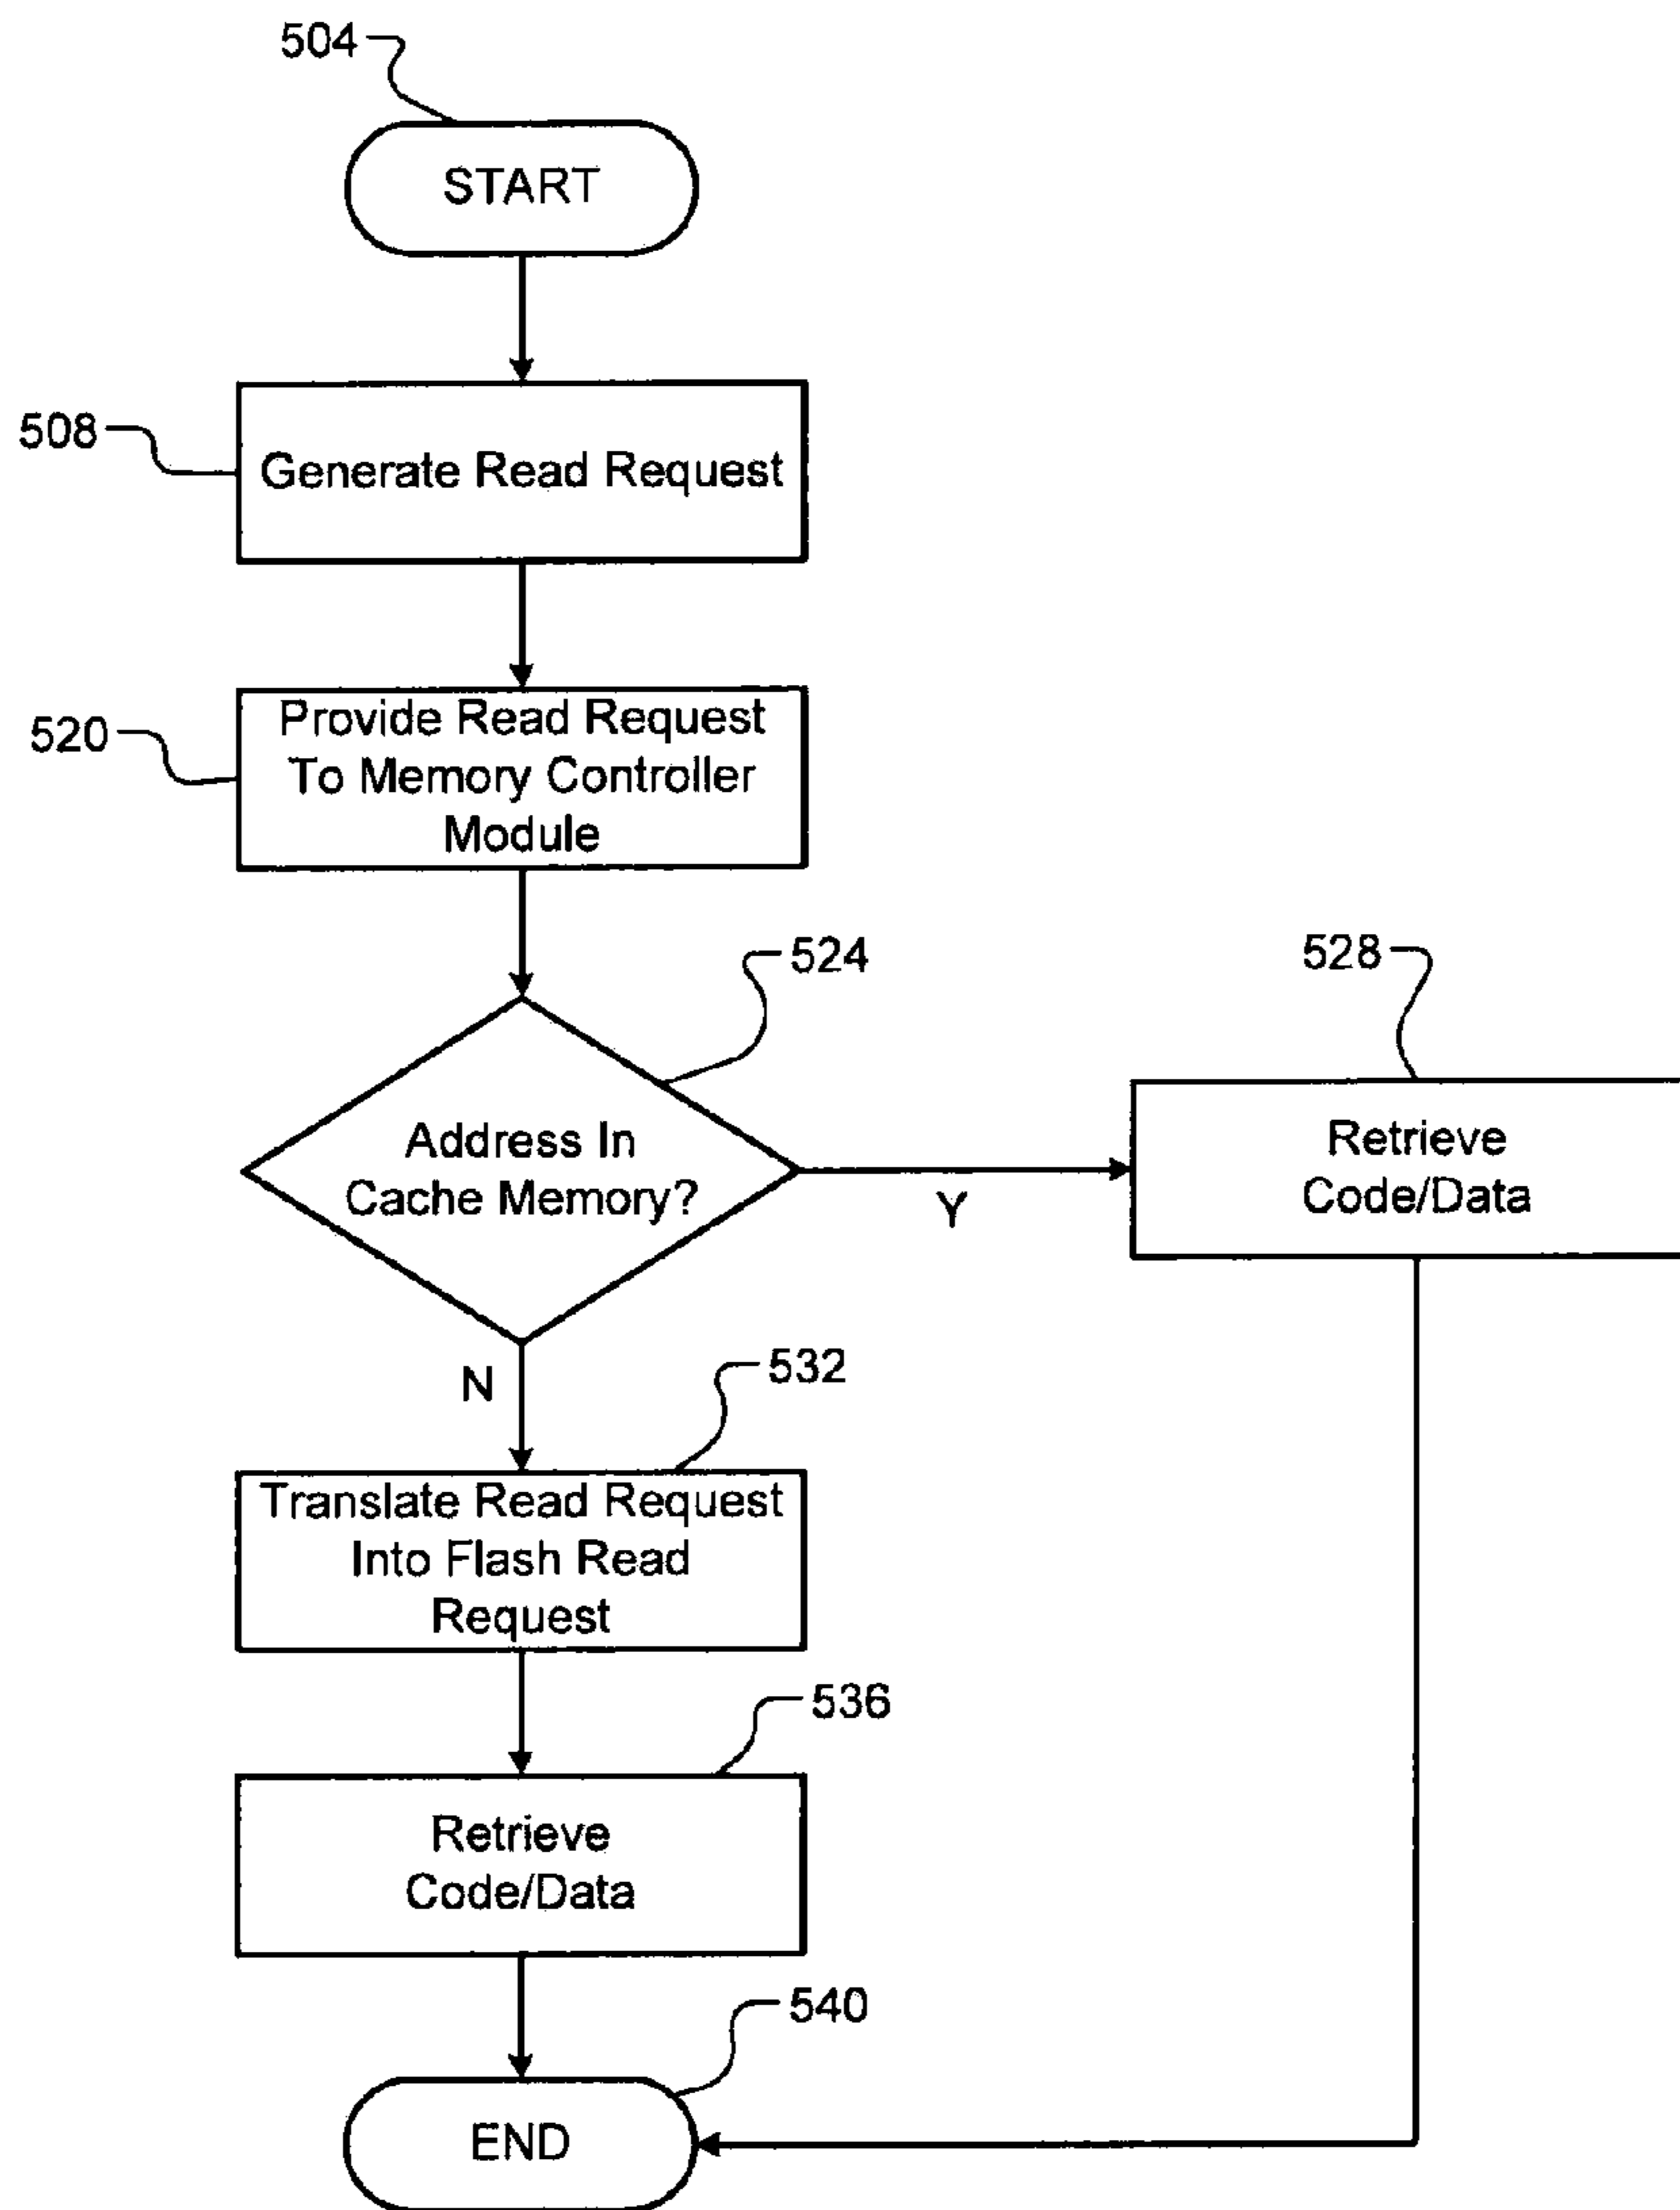 504
START
508
Generate Read Request
520
Provide Read Request
To Memory Controller
Module
524
528
Address In
Cache Memory?
Y
Retrieve
Code/Data
N
532
Translate Read Request
Into Flash Read
Request
536
Retrieve
Code/Data
540
END